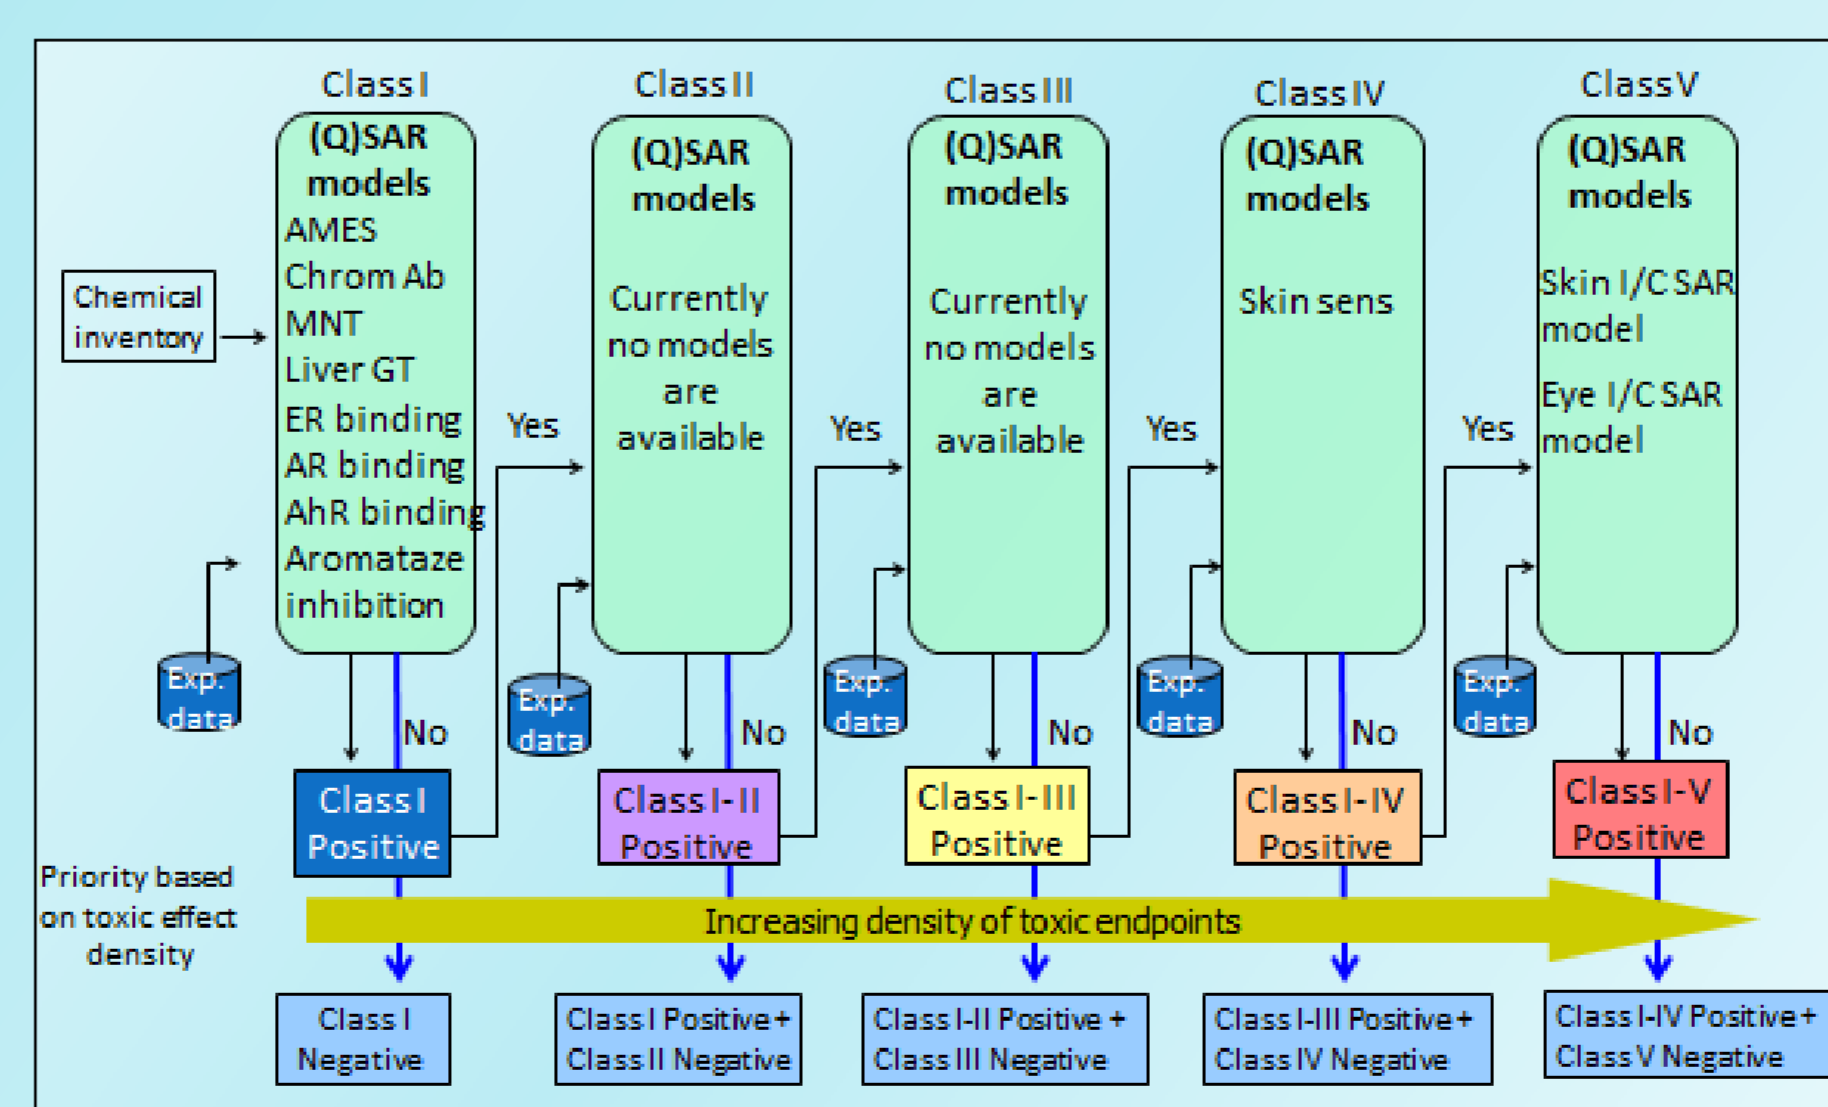 Class I
(Q)SAR
models
AMES
Chrom Ab
MNT
Liver GT
ER binding
AR binding
AhR binding
Aromataze
inhibition
Class II
(Q)SAR
models
Currently
no models
are
available
Class III
(Q)SAR
models
Currently
no models
are
available
Class IV
(Q)SAR
models
Skin sens
Class V
(Q)SAR
models
Skin I/C SAR
model
Eye I/C SAR
model
Chemical
inventory
Yes
Yes
Yes
Yes
Exp.
data
Exp.
data
Exp.
data
Exp.
data
Exp.
data
No
No
No
No
No
Class I
Positive
Class I-II
Positive
Class I-III
Positive
Class I-IV
Positive
Class I-V
Positive
Priority based
on toxic effect
density
Increasing density of toxic endpoints
Class I
Negative
Class I Positive +
Class II Negative
Class I-II Positive +
Class III Negative
Class I-III Positive +
Class IV Negative
Class I-IV Positive +
Class V Negative